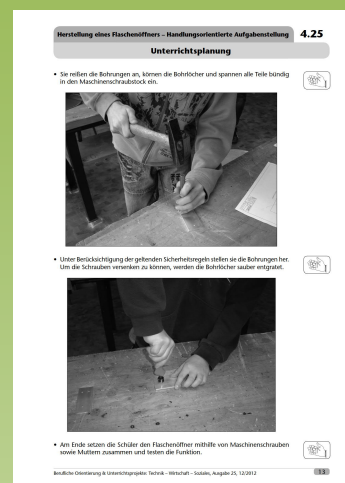 Herstellung eines Flaschenöffners – Handlungsorientierte Aufgabenstellung 4.25
Unterrichtsplanung
• Sie reißen die Bohrungen an, körnen die Bohrlöcher und spannen alle Teile bündig
in den Maschinenschraubstock ein.
• Unter Berücksichtigung der geltenden Sicherheitsregeln stellen sie die Bohrungen her.
Um die Schrauben versenken zu können, werden die Bohrlöcher sauber entgratet.
• Am Ende setzen die Schüler den Flaschenöffner mithilfe von Maschinenschrauben
sowie Muttern zusammen und testen die Funktion.
Berufliche Orientierung & Unterrichtsprojekte: Technik – Wirtschaft – Soziales, Ausgabe 25, 12/2012 13